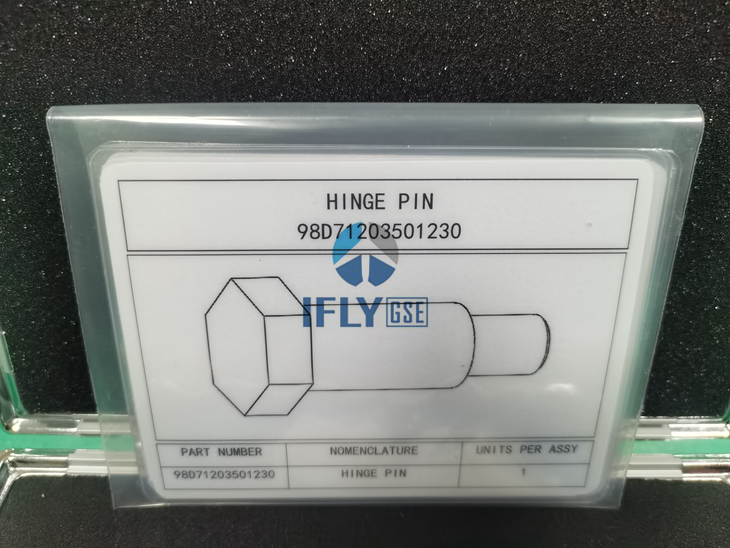 HINGE PIN
98D71203501230
IFLY GSE
PART NUMBER NOMENCLATURE UNITS PER ASSY
98D71203501230 HINGE PIN 1